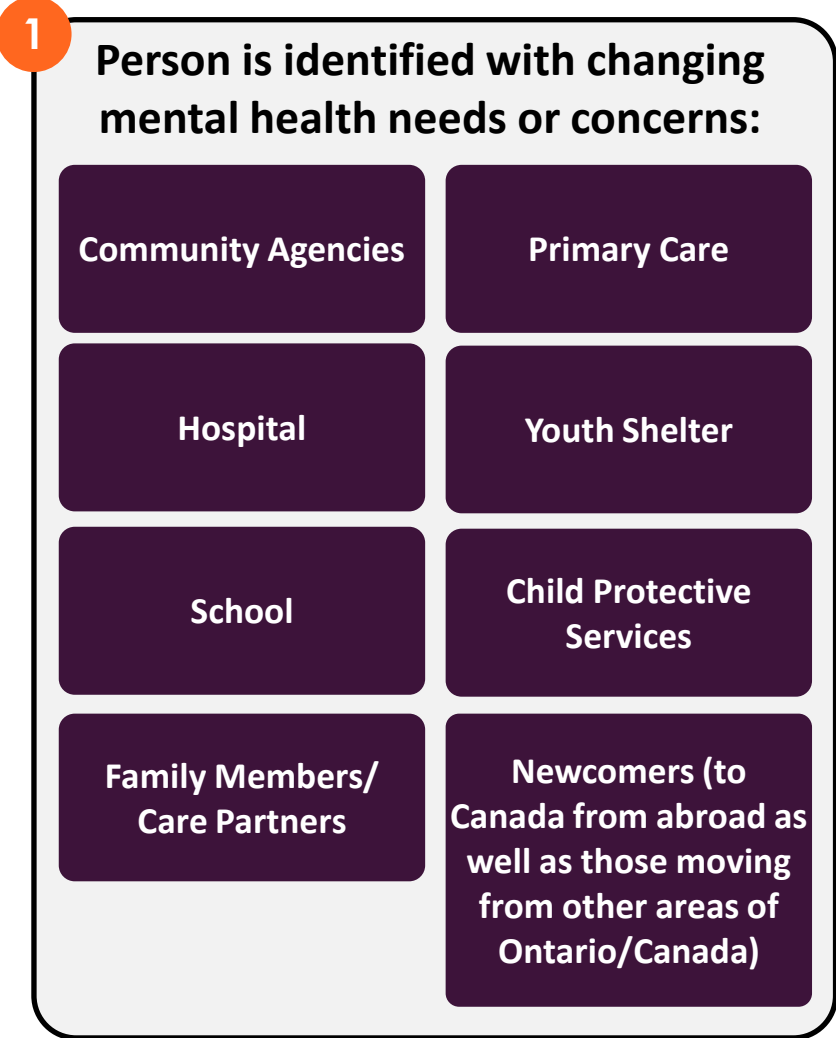 1
Person is identified with changing
mental health needs or concerns:
Community Agencies
Primary Care
Hospital
Youth Shelter
School
Child Protective
Services
Family Members/
Care Partners
Newcomers (to
Canada from abroad as
well as those moving
from other areas of
Ontario/Canada)